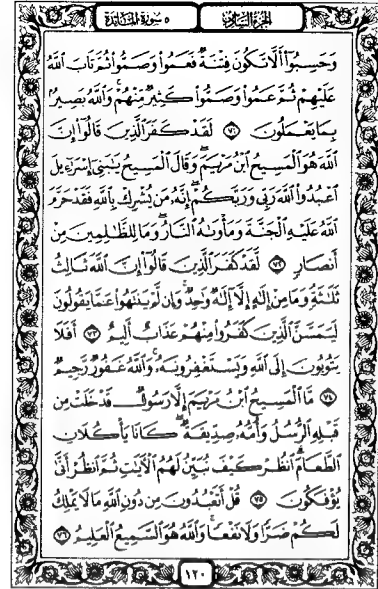 الجزء السادس
٥ سورة المائدة
وَحَسِبُوٓا۟ أَلَّا تَكُونَ فِتْنَةٌ فَعَمُوا۟ وَصَمُّوا۟ ثُمَّ تَابَ ٱللَّهُ
عَلَيْهِمْ ثُمَّ عَمُوا۟ وَصَمُّوا۟ كَثِيرٌ مِّنْهُمْ ۚ وَٱللَّهُ بَصِيرٌۢ
بِمَا يَعْمَلُونَ ٧١ لَقَدْ كَفَرَ ٱلَّذِينَ قَالُوٓا۟ إِنَّ
ٱللَّهَ هُوَ ٱلْمَسِيحُ ٱبْنُ مَرْيَمَ ۖ وَقَالَ ٱلْمَسِيحُ يَٰبَنِىٓ إِسْرَٰٓءِيلَ
ٱعْبُدُوا۟ ٱللَّهَ رَبِّى وَرَبَّكُمْ ۖ إِنَّهُۥ مَن يُشْرِكْ بِٱللَّهِ فَقَدْ حَرَّمَ
ٱللَّهُ عَلَيْهِ ٱلْجَنَّةَ وَمَأْوَىٰهُ ٱلنَّارُ ۖ وَمَا لِلظَّٰلِمِينَ مِنْ
أَنصَارٍ ٧٢ لَّقَدْ كَفَرَ ٱلَّذِينَ قَالُوٓا۟ إِنَّ ٱللَّهَ ثَالِثُ
ثَلَٰثَةٍ ۘ وَمَا مِنْ إِلَٰهٍ إِلَّآ إِلَٰهٌ وَٰحِدٌ ۚ وَإِن لَّمْ يَنتَهُوا۟ عَمَّا يَقُولُونَ
لَيَمَسَّنَّ ٱلَّذِينَ كَفَرُوا۟ مِنْهُمْ عَذَابٌ أَلِيمٌ ٧٣ أَفَلَا
يَتُوبُونَ إِلَى ٱللَّهِ وَيَسْتَغْفِرُونَهُۥ ۚ وَٱللَّهُ غَفُورٌ رَّحِيمٌ
٧٤ مَّا ٱلْمَسِيحُ ٱبْنُ مَرْيَمَ إِلَّا رَسُولٌ قَدْ خَلَتْ مِن
قَبْلِهِ ٱلرُّسُلُ وَأُمُّهُۥ صِدِّيقَةٌ ۖ كَانَا يَأْكُلَانِ
ٱلطَّعَامَ ۗ ٱنظُرْ كَيْفَ نُبَيِّنُ لَهُمُ ٱلْءَايَٰتِ ثُمَّ ٱنظُرْ أَنَّىٰ
يُؤْفَكُونَ ٧٥ قُلْ أَتَعْبُدُونَ مِن دُونِ ٱللَّهِ مَا لَا يَمْلِكُ
لَكُمْ ضَرًّا وَلَا نَفْعًا ۚ وَٱللَّهُ هُوَ ٱلسَّمِيعُ ٱلْعَلِيمُ ٧٦
١٢٠